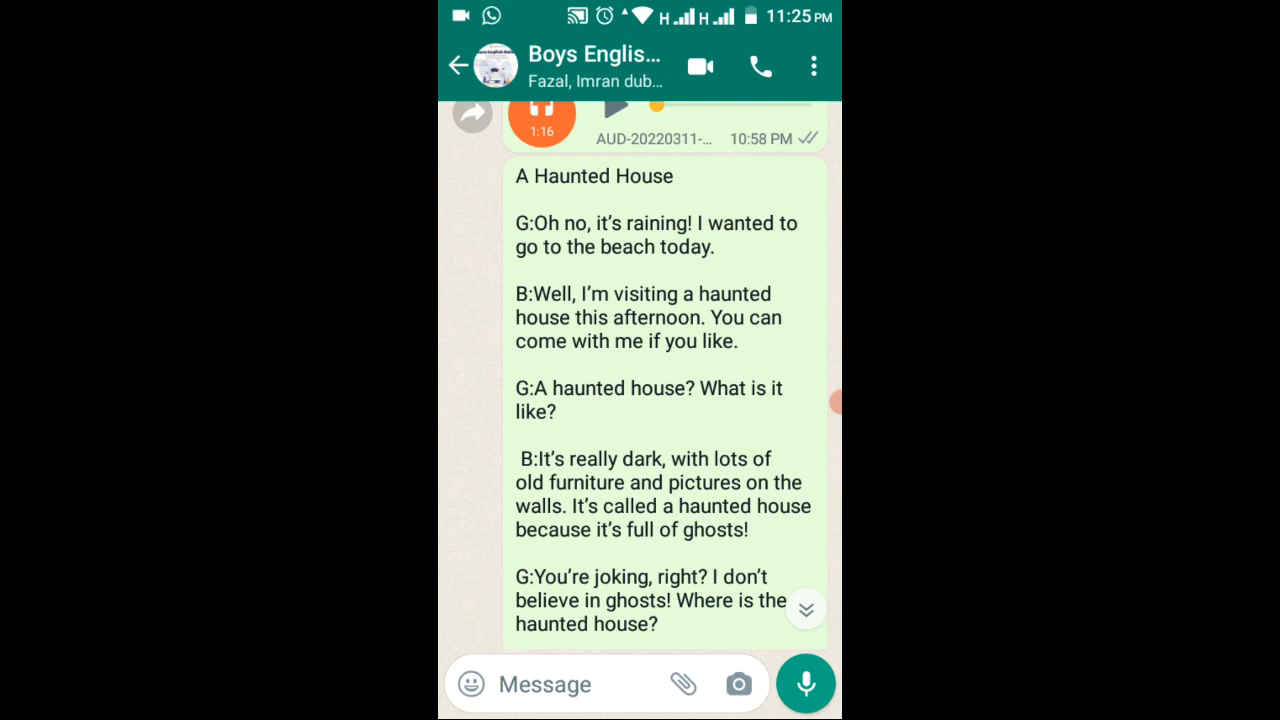 H H 11:25 PM
Boys Englis...
Fazal, Imran dub...
1:16
AUD-20220311-... 10:58 PM
A Haunted House
G:Oh no, it’s raining! I wanted to
go to the beach today.
B:Well, I’m visiting a haunted
house this afternoon. You can
come with me if you like.
G:A haunted house? What is it
like?
B:It’s really dark, with lots of
old furniture and pictures on the
walls. It’s called a haunted house
because it’s full of ghosts!
G:You’re joking, right? I don’t
believe in ghosts! Where is the
haunted house?
Message